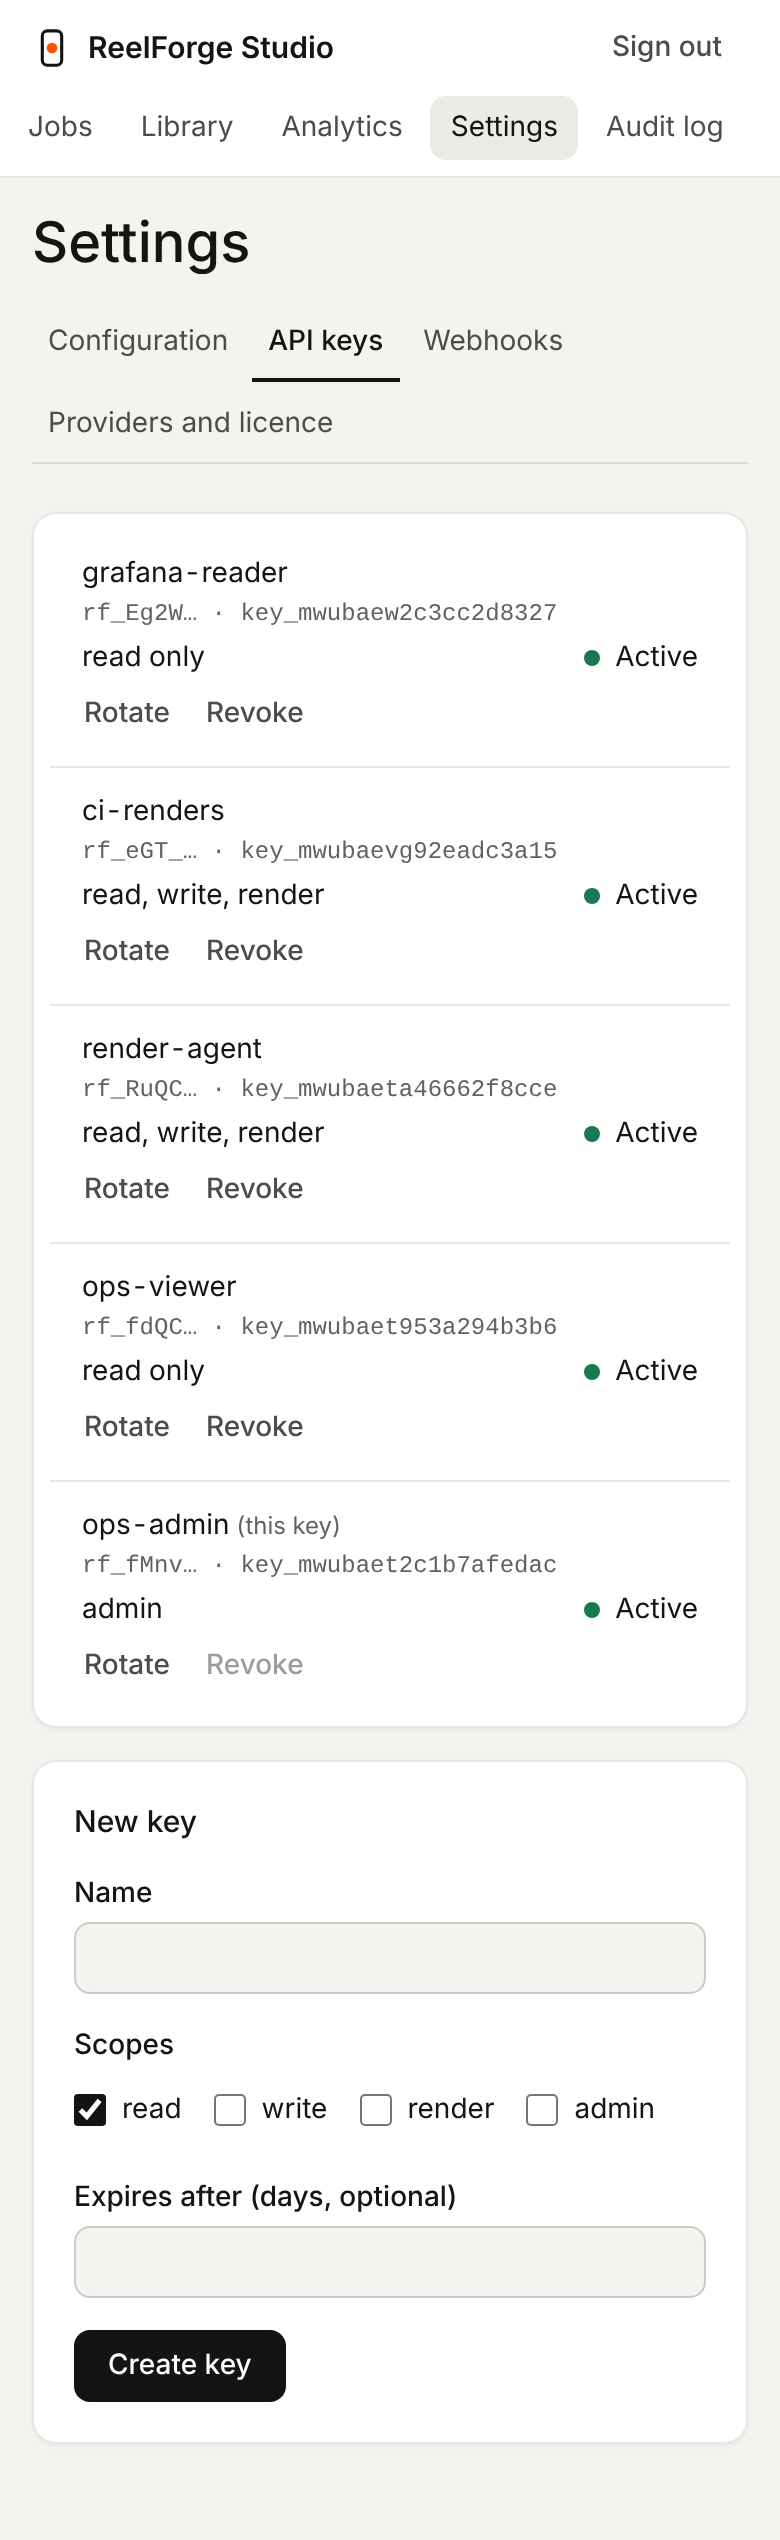 ReelForge Studio
Sign out
Jobs Library Analytics Settings Audit log
Settings
Configuration API keys Webhooks
Providers and licence
grafana-reader
rf_Eg2W… · key_mwubaew2c3cc2d8327
read only Active
Rotate Revoke
ci-renders
rf_eGT_… · key_mwubaevg92eadc3a15
read, write, render Active
Rotate Revoke
render-agent
rf_RuQC… · key_mwubaeta46662f8cce
read, write, render Active
Rotate Revoke
ops-viewer
rf_fdQC… · key_mwubaet953a294b3b6
read only Active
Rotate Revoke
ops-admin (this key)
rf_fMnv… · key_mwubaet2c1b7afedac
admin Active
Rotate Revoke
New key
Name
Scopes
read write render admin
Expires after (days, optional)
Create key